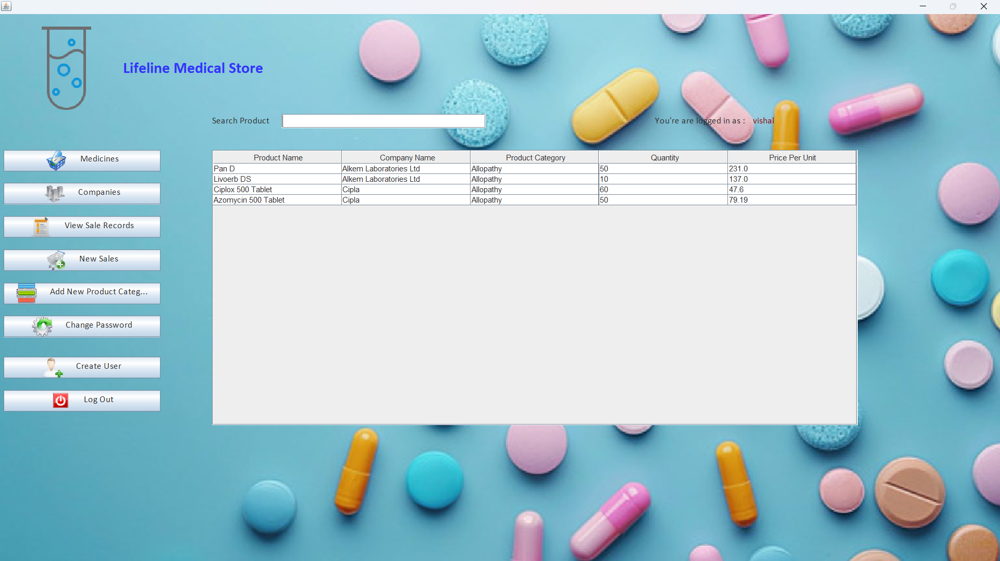 Lifeline Medical Store
Search Product
You're are logged in as : vishal
Medicines
Companies
View Sale Records
New Sales
Add New Product Categ...
Change Password
Create User
Log Out
Product Name Company Name Product Category Quantity Price Per Unit
Pan D Alkem Laboratories Ltd Allopathy 50 231.0
Livoerb DS Alkem Laboratories Ltd Allopathy 10 137.0
Ciplox 500 Tablet Cipla Allopathy 60 47.6
Azomycin 500 Tablet Cipla Allopathy 50 79.19